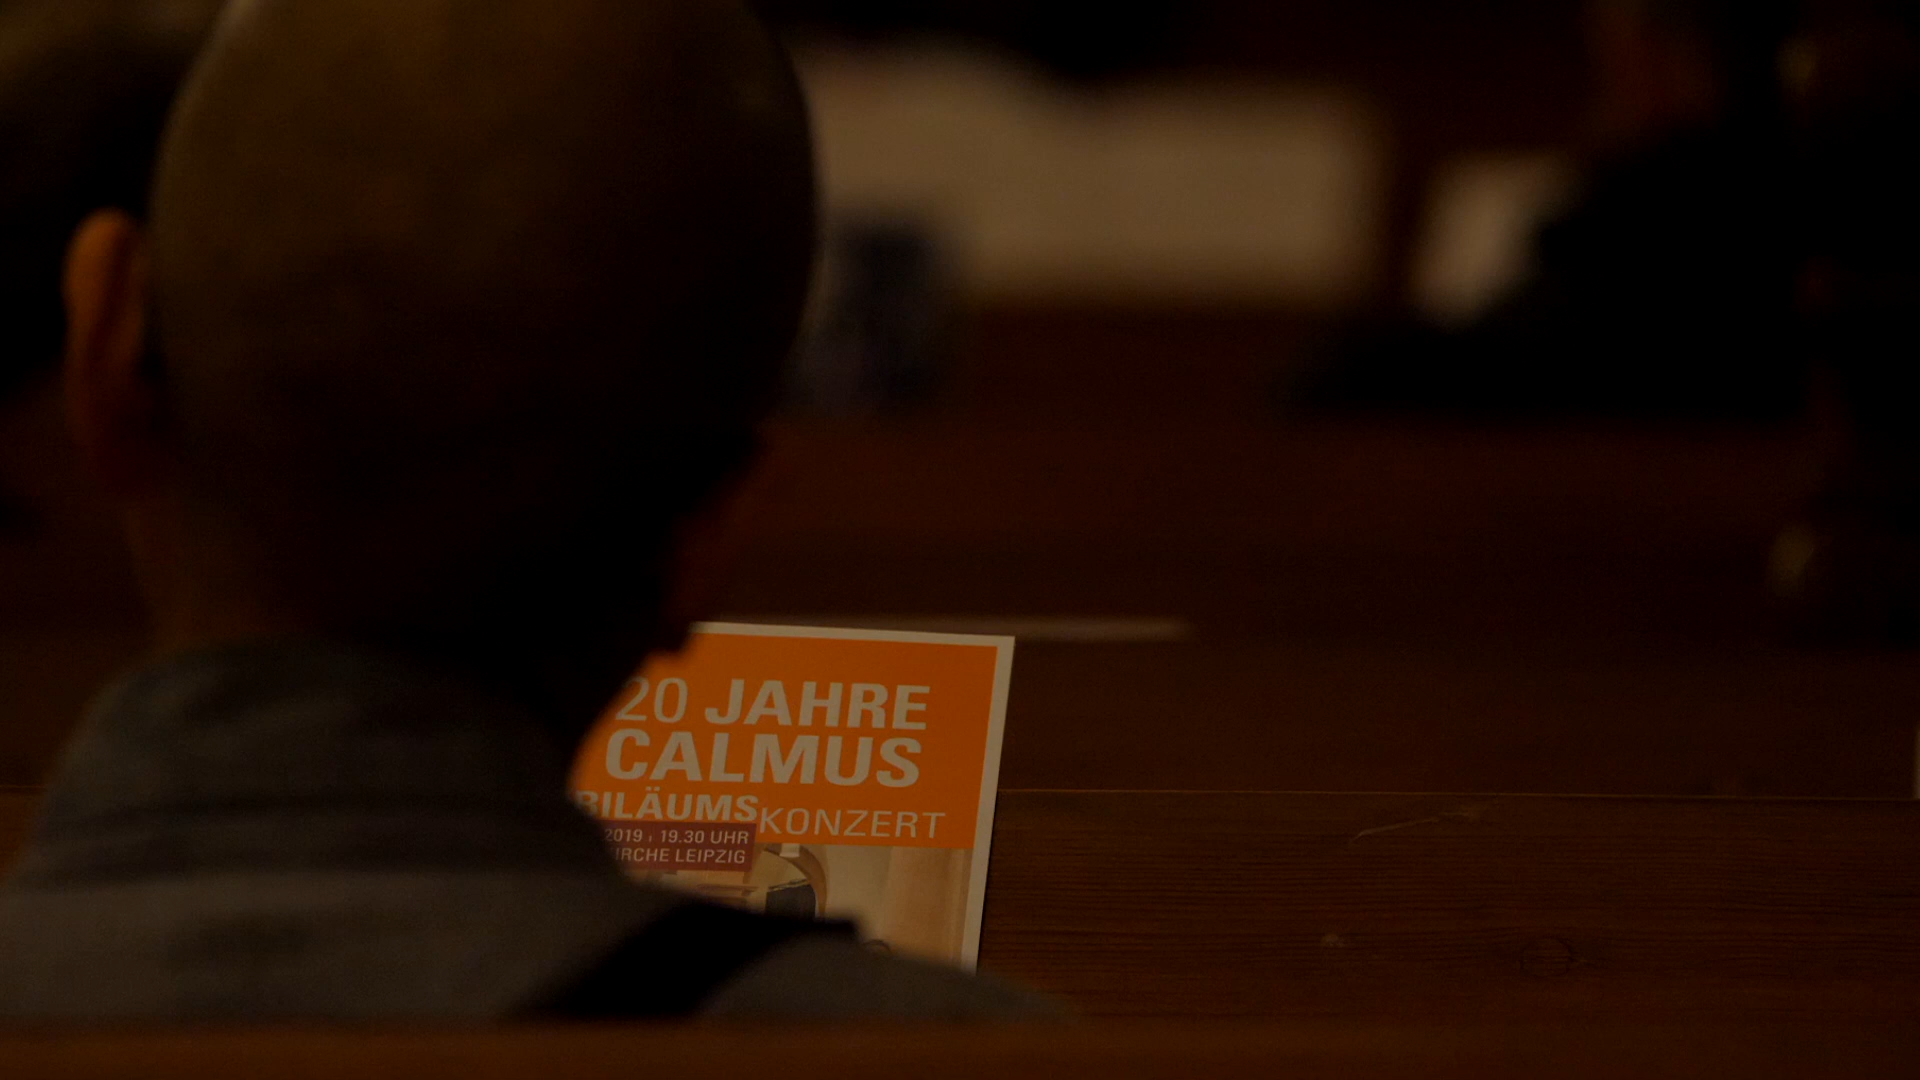 20 JAHRE
CALMUS
BILÄUMSKONZERT
2019 | 19.30 UHR
IRCHE LEIPZIG